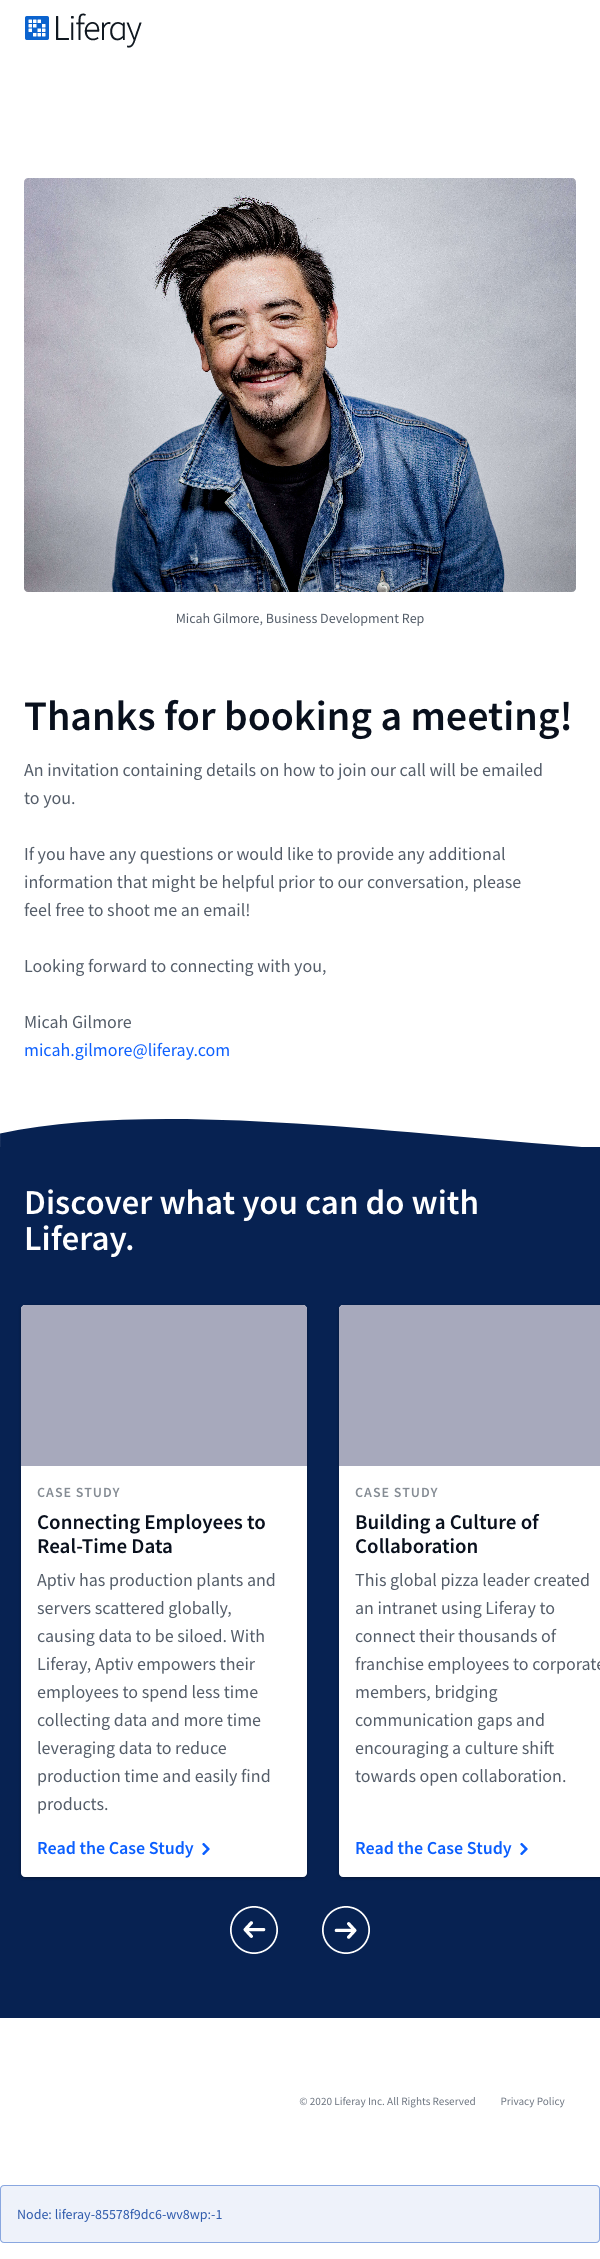 Liferay
Micah Gilmore, Business Development Rep
Thanks for booking a meeting!
An invitation containing details on how to join our call will be emailed
to you.
If you have any questions or would like to provide any additional
information that might be helpful prior to our conversation, please
feel free to shoot me an email!
Looking forward to connecting with you,
Micah Gilmore
micah.gilmore@liferay.com
Discover what you can do with
Liferay.
CASE STUDY
Connecting Employees to
Real-Time Data
Aptiv has production plants and
servers scattered globally,
causing data to be siloed. With
Liferay, Aptiv empowers their
employees to spend less time
collecting data and more time
leveraging data to reduce
production time and easily find
products.
Read the Case Study
CASE STUDY
Building a Culture of
Collaboration
This global pizza leader created
an intranet using Liferay to
connect their thousands of
franchise employees to corporate
members, bridging
communication gaps and
encouraging a culture shift
towards open collaboration.
Read the Case Study
© 2020 Liferay Inc. All Rights Reserved Privacy Policy
Node: liferay-85578f9dc6-wv8wp:-1